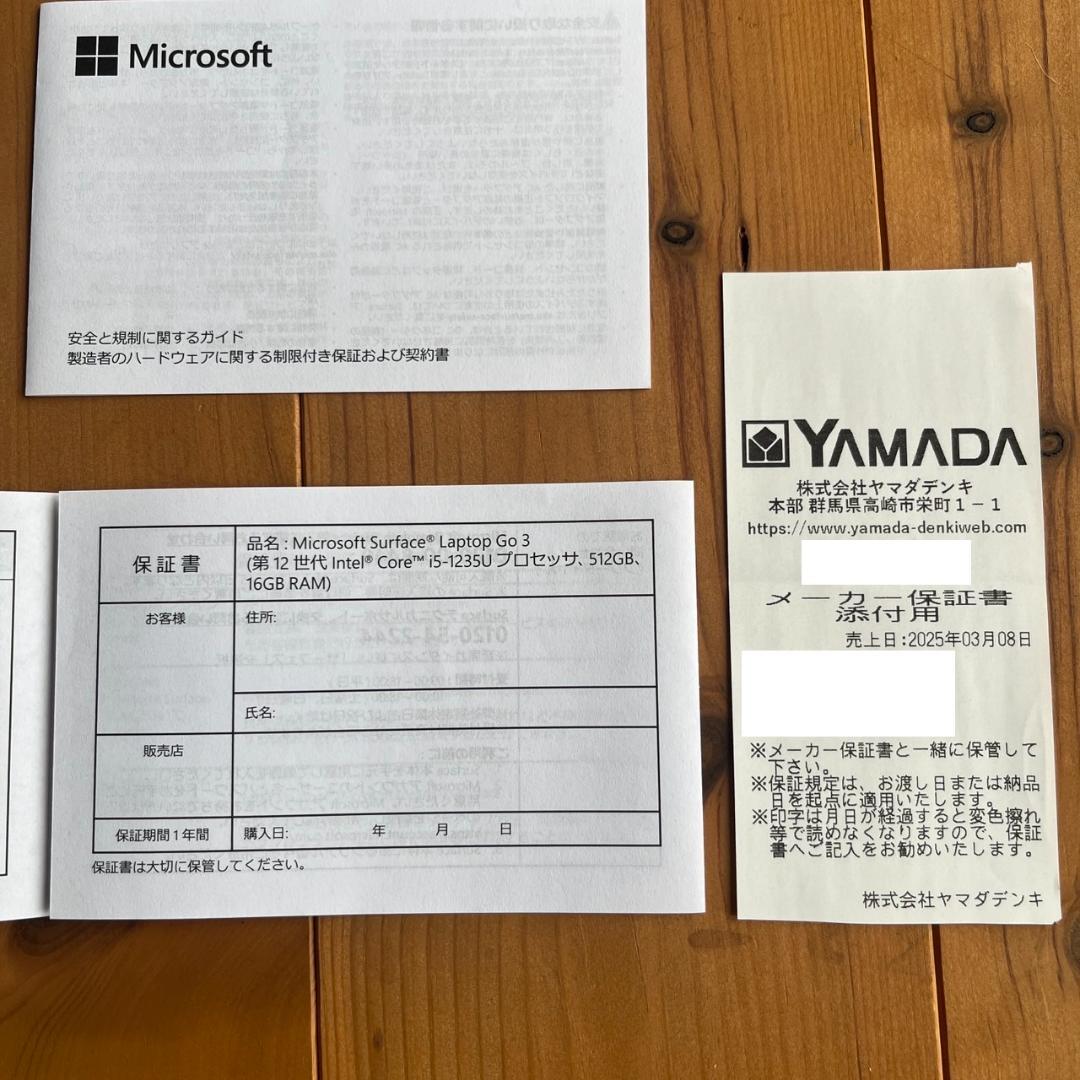 Microsoft
安全と規制に関するガイド
製造者のハードウェアに関する制限付き保証および契約書
保証書
品名 : Microsoft Surface® Laptop Go 3
(第 12 世代 Intel® Core™ i5-1235U プロセッサ、512GB、
16GB RAM)
お客様
住所:
氏名:
販売店
保証期間1年間
購入日: 年 月 日
保証書は大切に保管してください。
YAMADA
株式会社ヤマダデンキ
本部 群馬県高崎市栄町１－１
https://www.yamada-denkiweb.com
メーカー保証書
添付用
売上日:2025年03月08日
※メーカー保証書と一緒に保管して
下さい。
※保証規定は、お渡し日または納品
日を起点に適用いたします。
※印字は月日が経過すると変色擦れ
等で読めなくなりますので、保証
書へご記入をお勧めいたします。
株式会社ヤマダデンキ